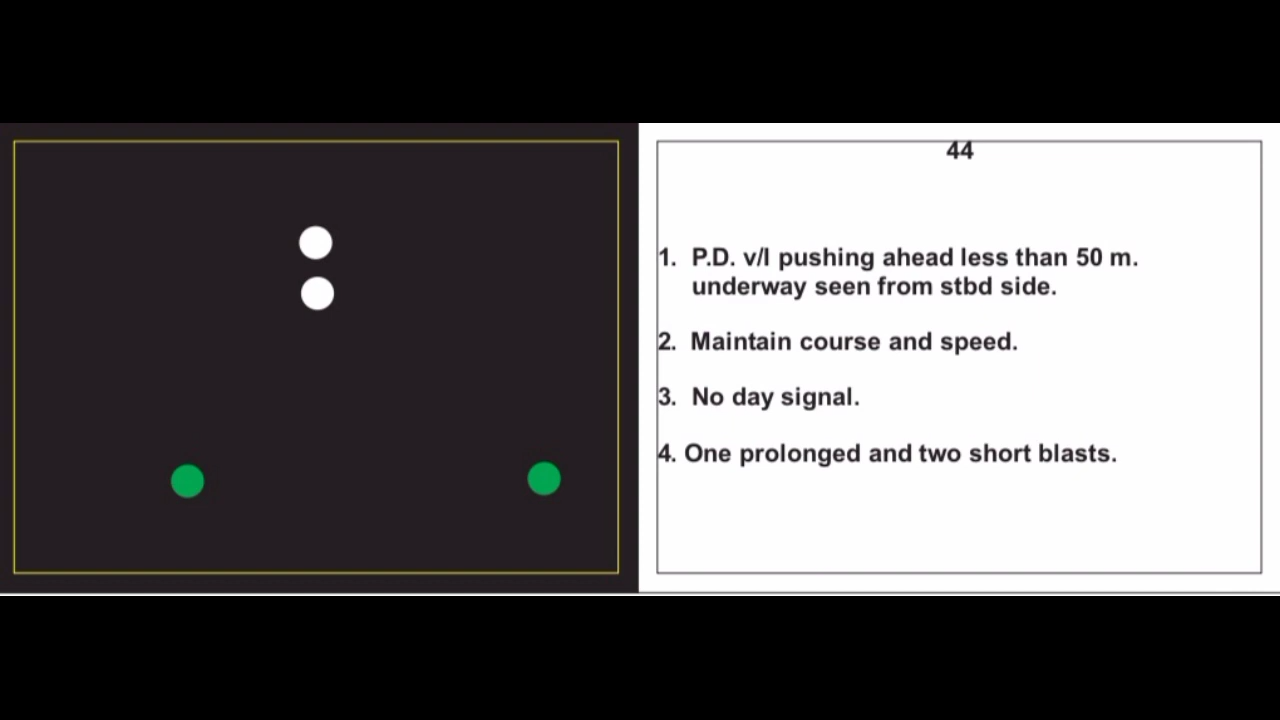 44
1. P.D. v/l pushing ahead less than 50 m.
underway seen from stbd side.
2. Maintain course and speed.
3. No day signal.
4. One prolonged and two short blasts.